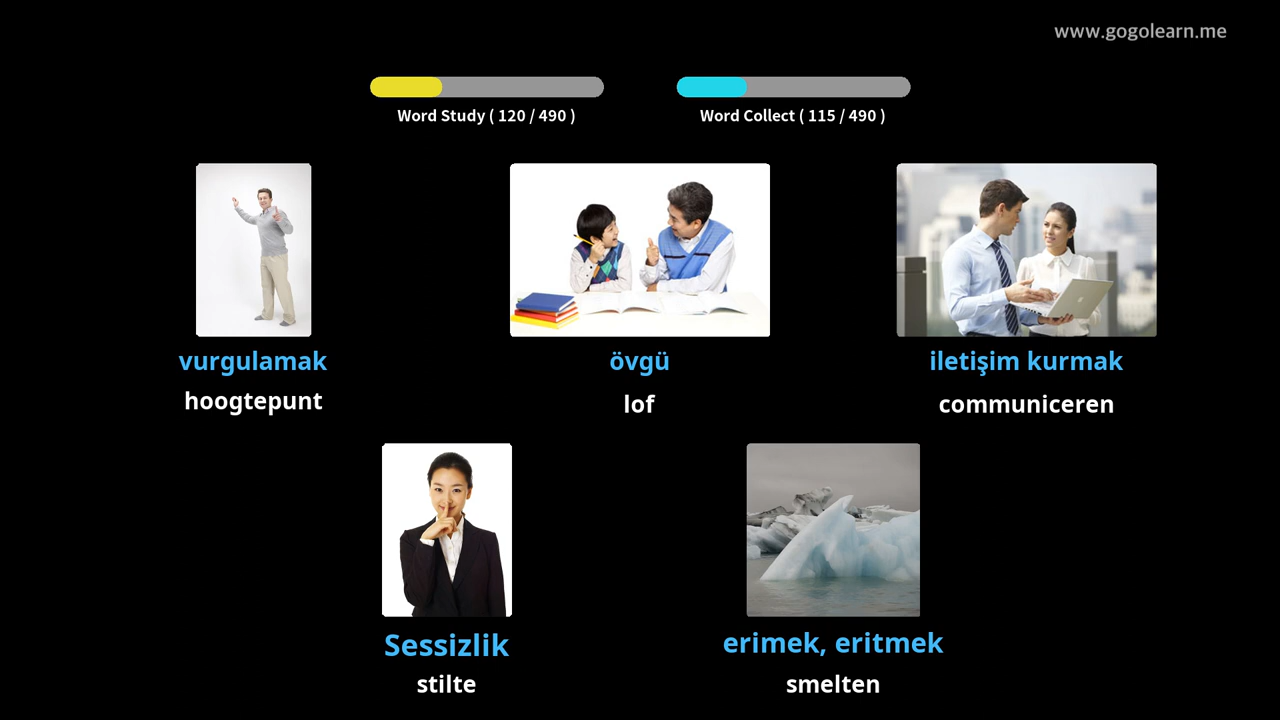 www.gogolearn.me
Word Study ( 120 / 490 )
Word Collect ( 115 / 490 )
vurgulamak
hoogtepunt
övgü
lof
iletişim kurmak
communiceren
Sessizlik
stilte
erimek, eritmek
smelten